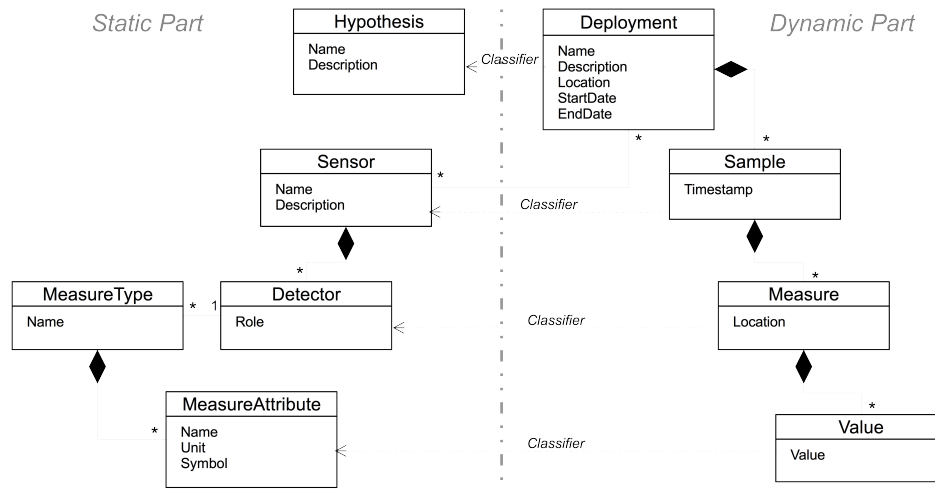 Static Part
Hypothesis
Name
Description
Classifier
Deployment
Name
Description
Location
StartDate
EndDate
Dynamic Part
*
*
Sensor
Name
Description
*
Classifier
Sample
Timestamp
*
*
MeasureType
Name
*
1
Detector
Role
Classifier
Measure
Location
*
MeasureAttribute
Name
Unit
Symbol
*
Classifier
*
Value
Value